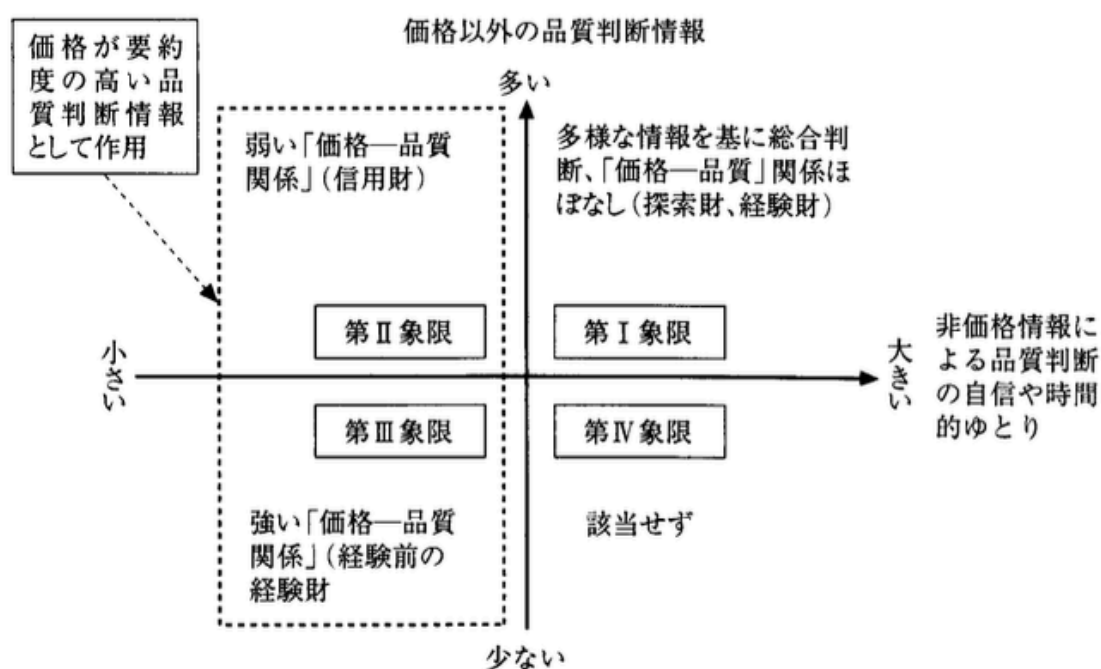 価格以外の品質判断情報
価格が要約
度の高い品
質判断情報
として作用
多い
弱い「価格―品質
関係」(信用財)
多様な情報を基に総合判
断、「価格―品質」関係ほ
ぼなし(探索財、経験財)
第Ⅱ象限
第Ⅰ象限
小さい
大きい
非価格情報に
よる品質判断
の自信や時間
的ゆとり
第Ⅲ象限
第Ⅳ象限
強い「価格―品質
関係」(経験前の
経験財
該当せず
少ない